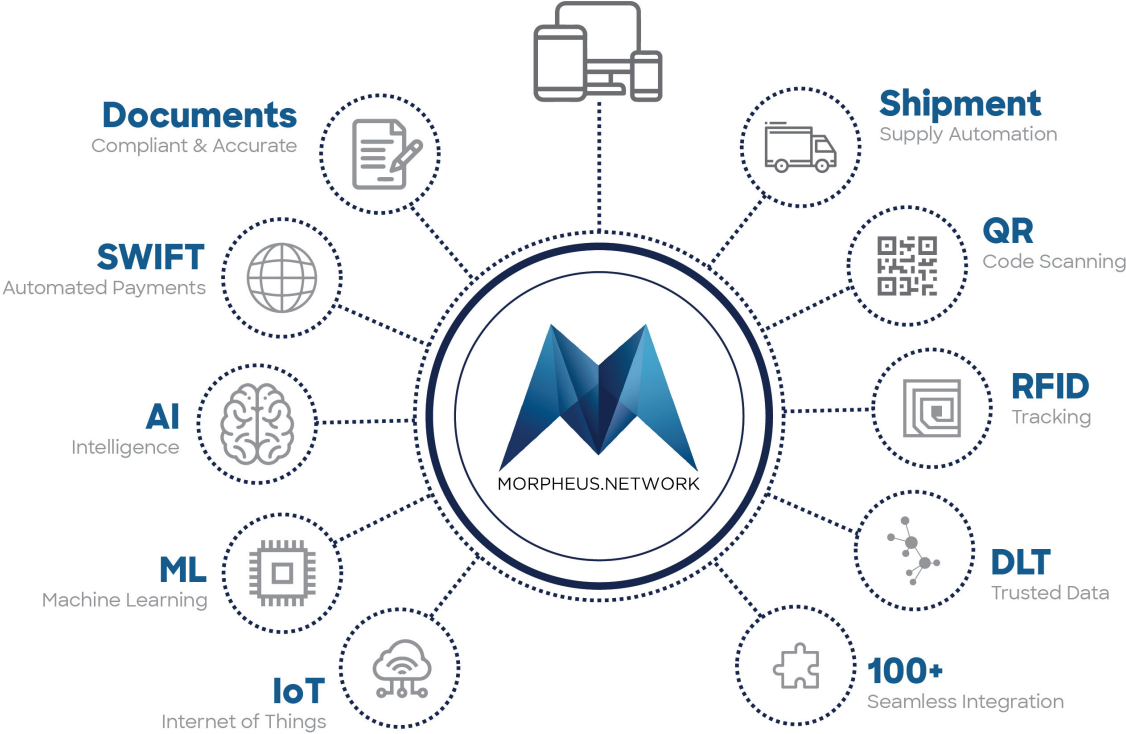 Documents
Compliant & Accurate
SWIFT
Automated Payments
AI
Intelligence
ML
Machine Learning
IoT
Internet of Things
MORPHEUS.NETWORK
Shipment
Supply Automation
QR
Code Scanning
RFID
Tracking
DLT
Trusted Data
100+
Seamless Integration